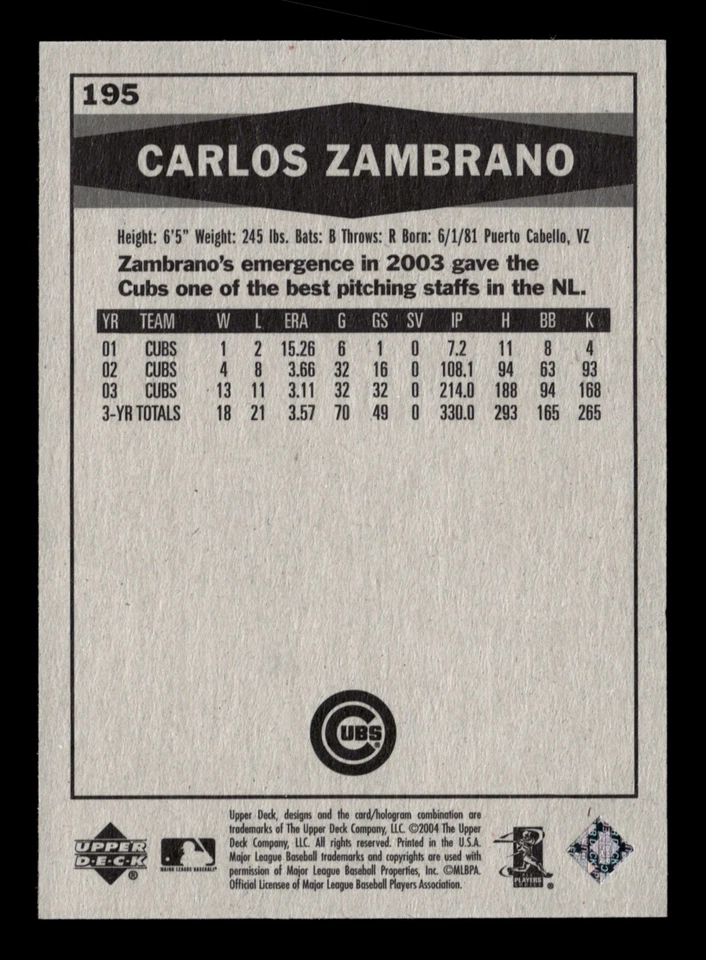 195
CARLOS ZAMBRANO
Height: 6'5" Weight: 245 lbs. Bats: B Throws: R Born: 6/1/81 Puerto Cabello, VZ
Zambrano's emergence in 2003 gave the
Cubs one of the best pitching staffs in the NL.
YR TEAM W L ERA G GS SV IP H BB K
01 CUBS 1 2 15.26 6 1 0 7.2 11 8 4
02 CUBS 4 8 3.66 32 16 0 108.1 94 63 93
03 CUBS 13 11 3.11 32 32 0 214.0 188 94 168
3-YR TOTALS 18 21 3.57 70 49 0 330.0 293 165 265
CUBS®
Upper Deck, designs and the card/hologram combination are
trademarks of The Upper Deck Company, LLC. ©2004 The Upper
Deck Company, LLC. All rights reserved. Printed in the U.S.A.
Major League Baseball trademarks and copyrights are used with
permission of Major League Baseball Properties, Inc. ©MLBPA.
Official Licensee of Major League Baseball Players Association.
UPPER
DECK®
MAJOR LEAGUE BASEBALL
PLAYERS
CHOICE®